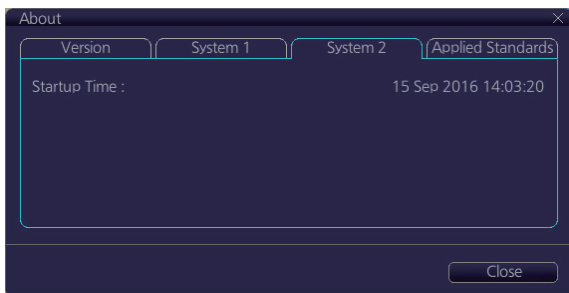 About
Version System 1 System 2 Applied Standards
Startup Time : 15 Sep 2016 14:03:20
Close